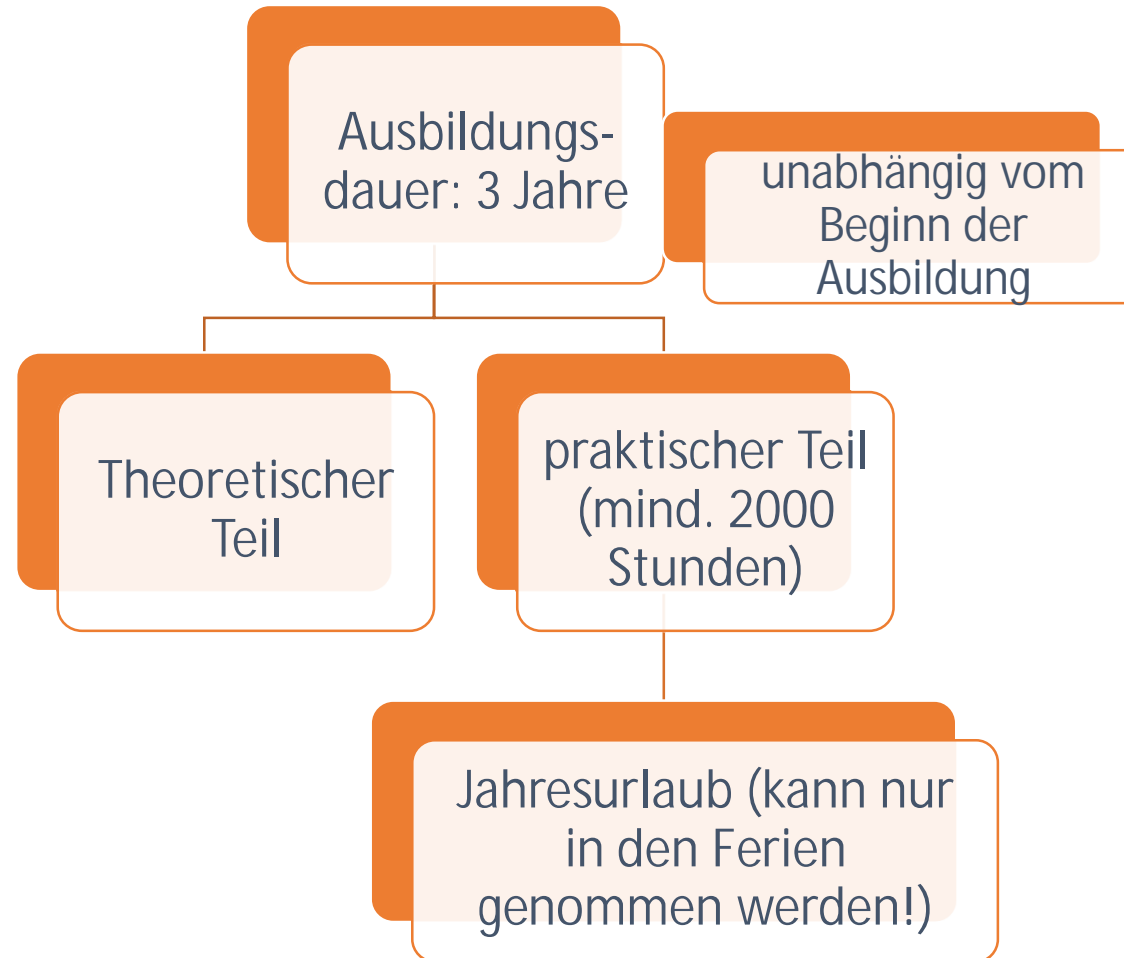 Ausbildungs-
dauer: 3 Jahre
unabhängig vom
Beginn der
Ausbildung
Theoretischer
Teil
praktischer Teil
(mind. 2000
Stunden)
Jahresurlaub (kann nur
in den Ferien
genommen werden!)